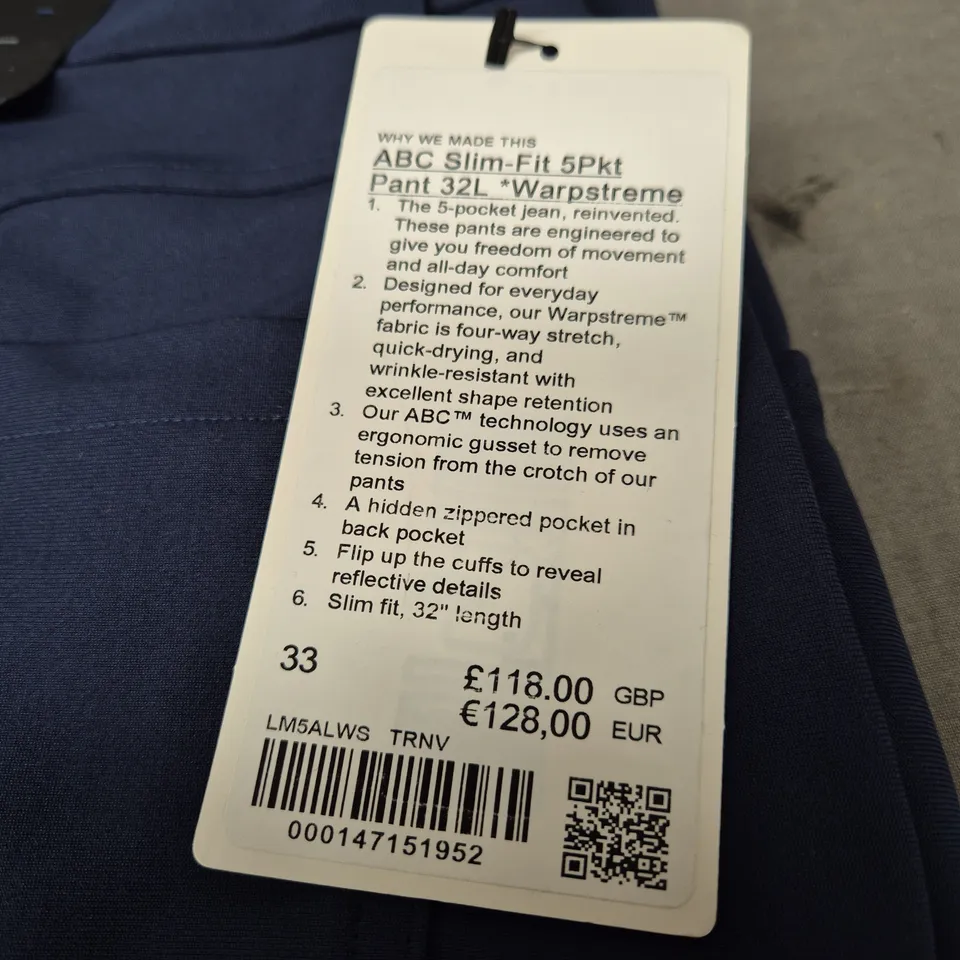 WHY WE MADE THIS
ABC Slim-Fit 5Pkt
Pant 32L *Warpstreme
1. The 5-pocket jean, reinvented.
These pants are engineered to
give you freedom of movement
and all-day comfort
2. Designed for everyday
performance, our Warpstreme™
fabric is four-way stretch,
quick-drying, and
wrinkle-resistant with
excellent shape retention
3. Our ABC™ technology uses an
ergonomic gusset to remove
tension from the crotch of our
pants
4. A hidden zippered pocket in
back pocket
5. Flip up the cuffs to reveal
reflective details
6. Slim fit, 32" length
33
£118.00 GBP
€128,00 EUR
LM5ALWS TRNV
000147151952